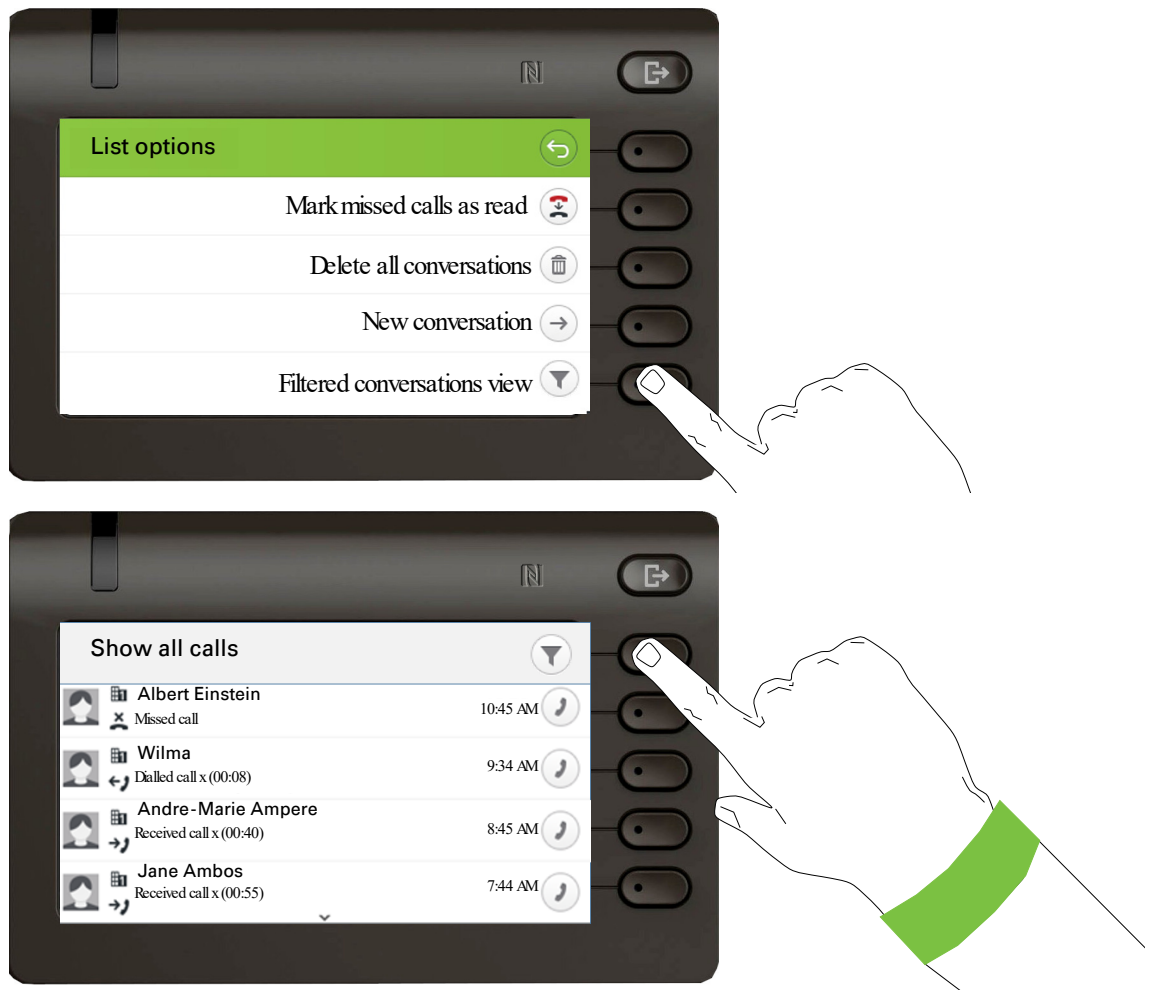 List options
Mark missed calls as read
Delete all conversations
New conversation
Filtered conversations view
Show all calls
Albert Einstein
Missed call
10:45 AM
Wilma
Dialled call x (00:08)
9:34 AM
Andre-Marie Ampere
Received call x (00:40)
8:45 AM
Jane Ambos
Received call x (00:55)
7:44 AM